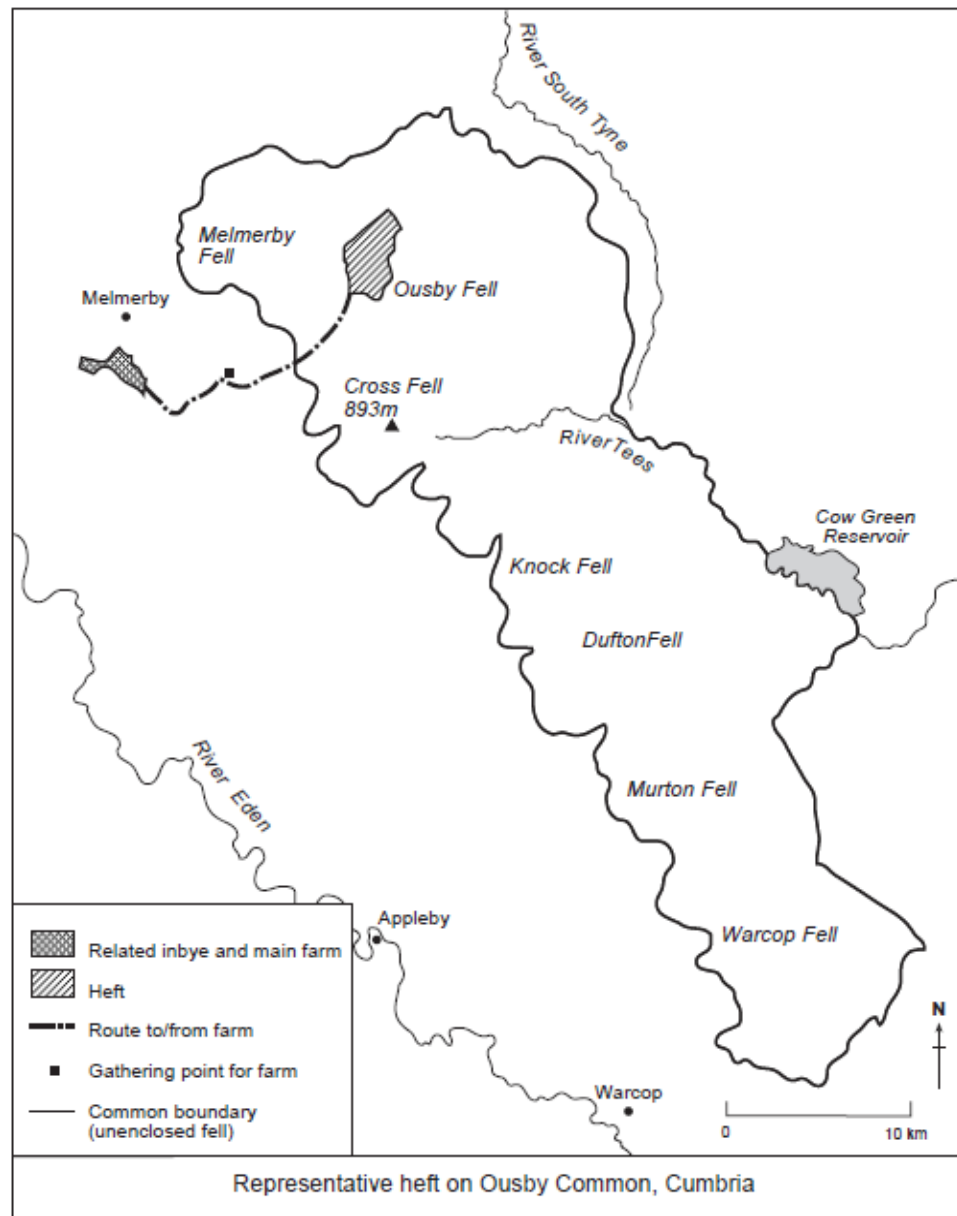 River South Tyne
Melmerby
Fell
Ousby Fell
Melmerby
Cross Fell
893m
River Tees
Cow Green
Reservoir
Knock Fell
DuftonFell
River Eden
Murton Fell
Appleby
Warcop Fell
Related inbye and main farm
Heft
Route to/from farm
Gathering point for farm
Common boundary
(unenclosed fell)
Warcop
N
0 10 km
Representative heft on Ousby Common, Cumbria